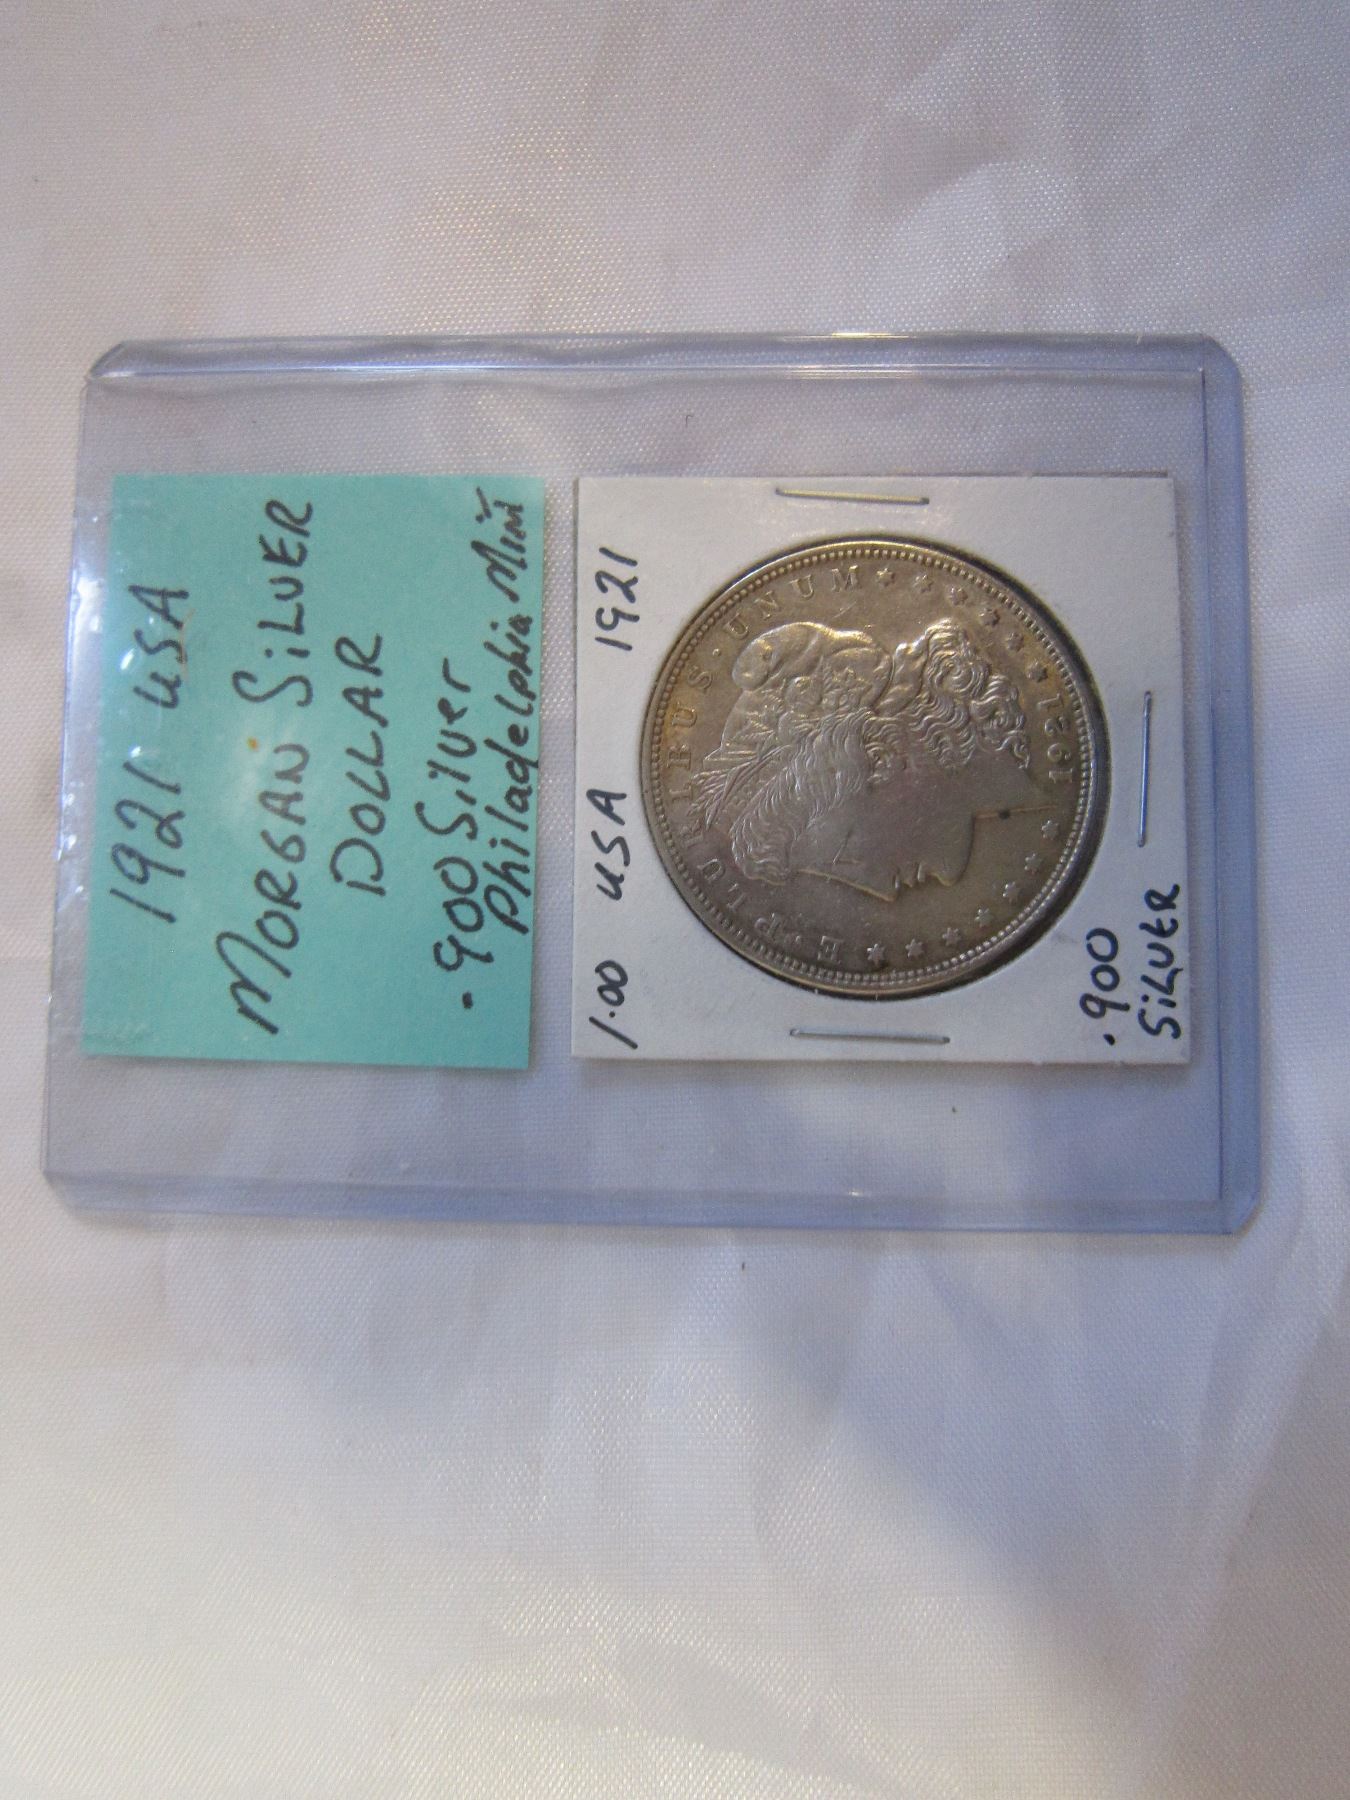 1921 USA
MORGAN SILVER
DOLLAR
.900 Silver
Philadelphia Mint
1.00 USA 1921
E • PLURIBUS • UNUM
1921
.900
SILVER